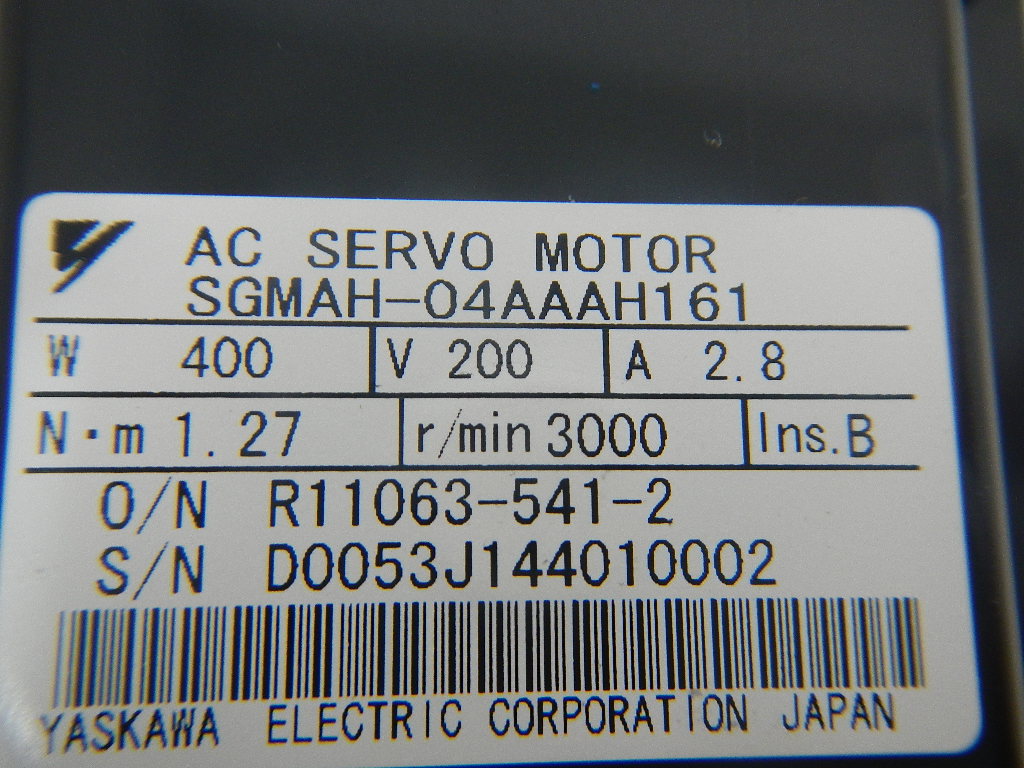 AC SERVO MOTOR
SGMAH-04AAAH161
W 400 V 200 A 2.8
N·m 1.27 r/min 3000 Ins.B
O/N R11063-541-2
S/N D0053J144010002
YASKAWA ELECTRIC CORPORATION JAPAN